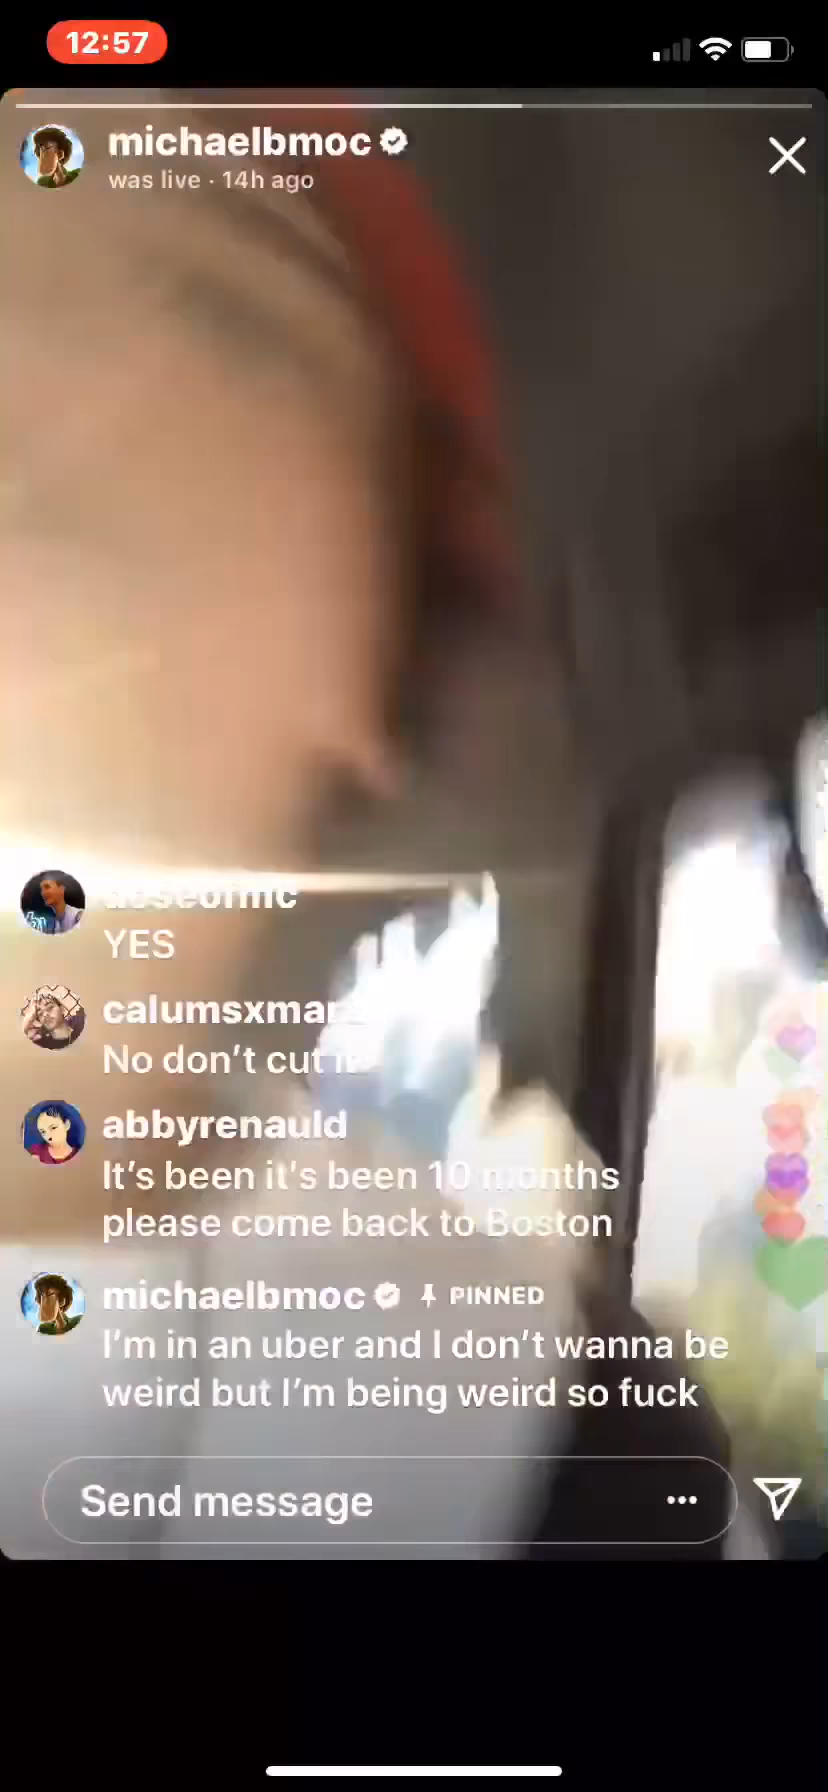 12:57
michaelbmoc
was live · 14h ago
YES
No don't cut
abbyrenauld
It's been it's been 10 months
please come back to Boston
michaelbmoc PINNED
I'm in an uber and I don't wanna be
weird but I'm being weird so fuck
Send message